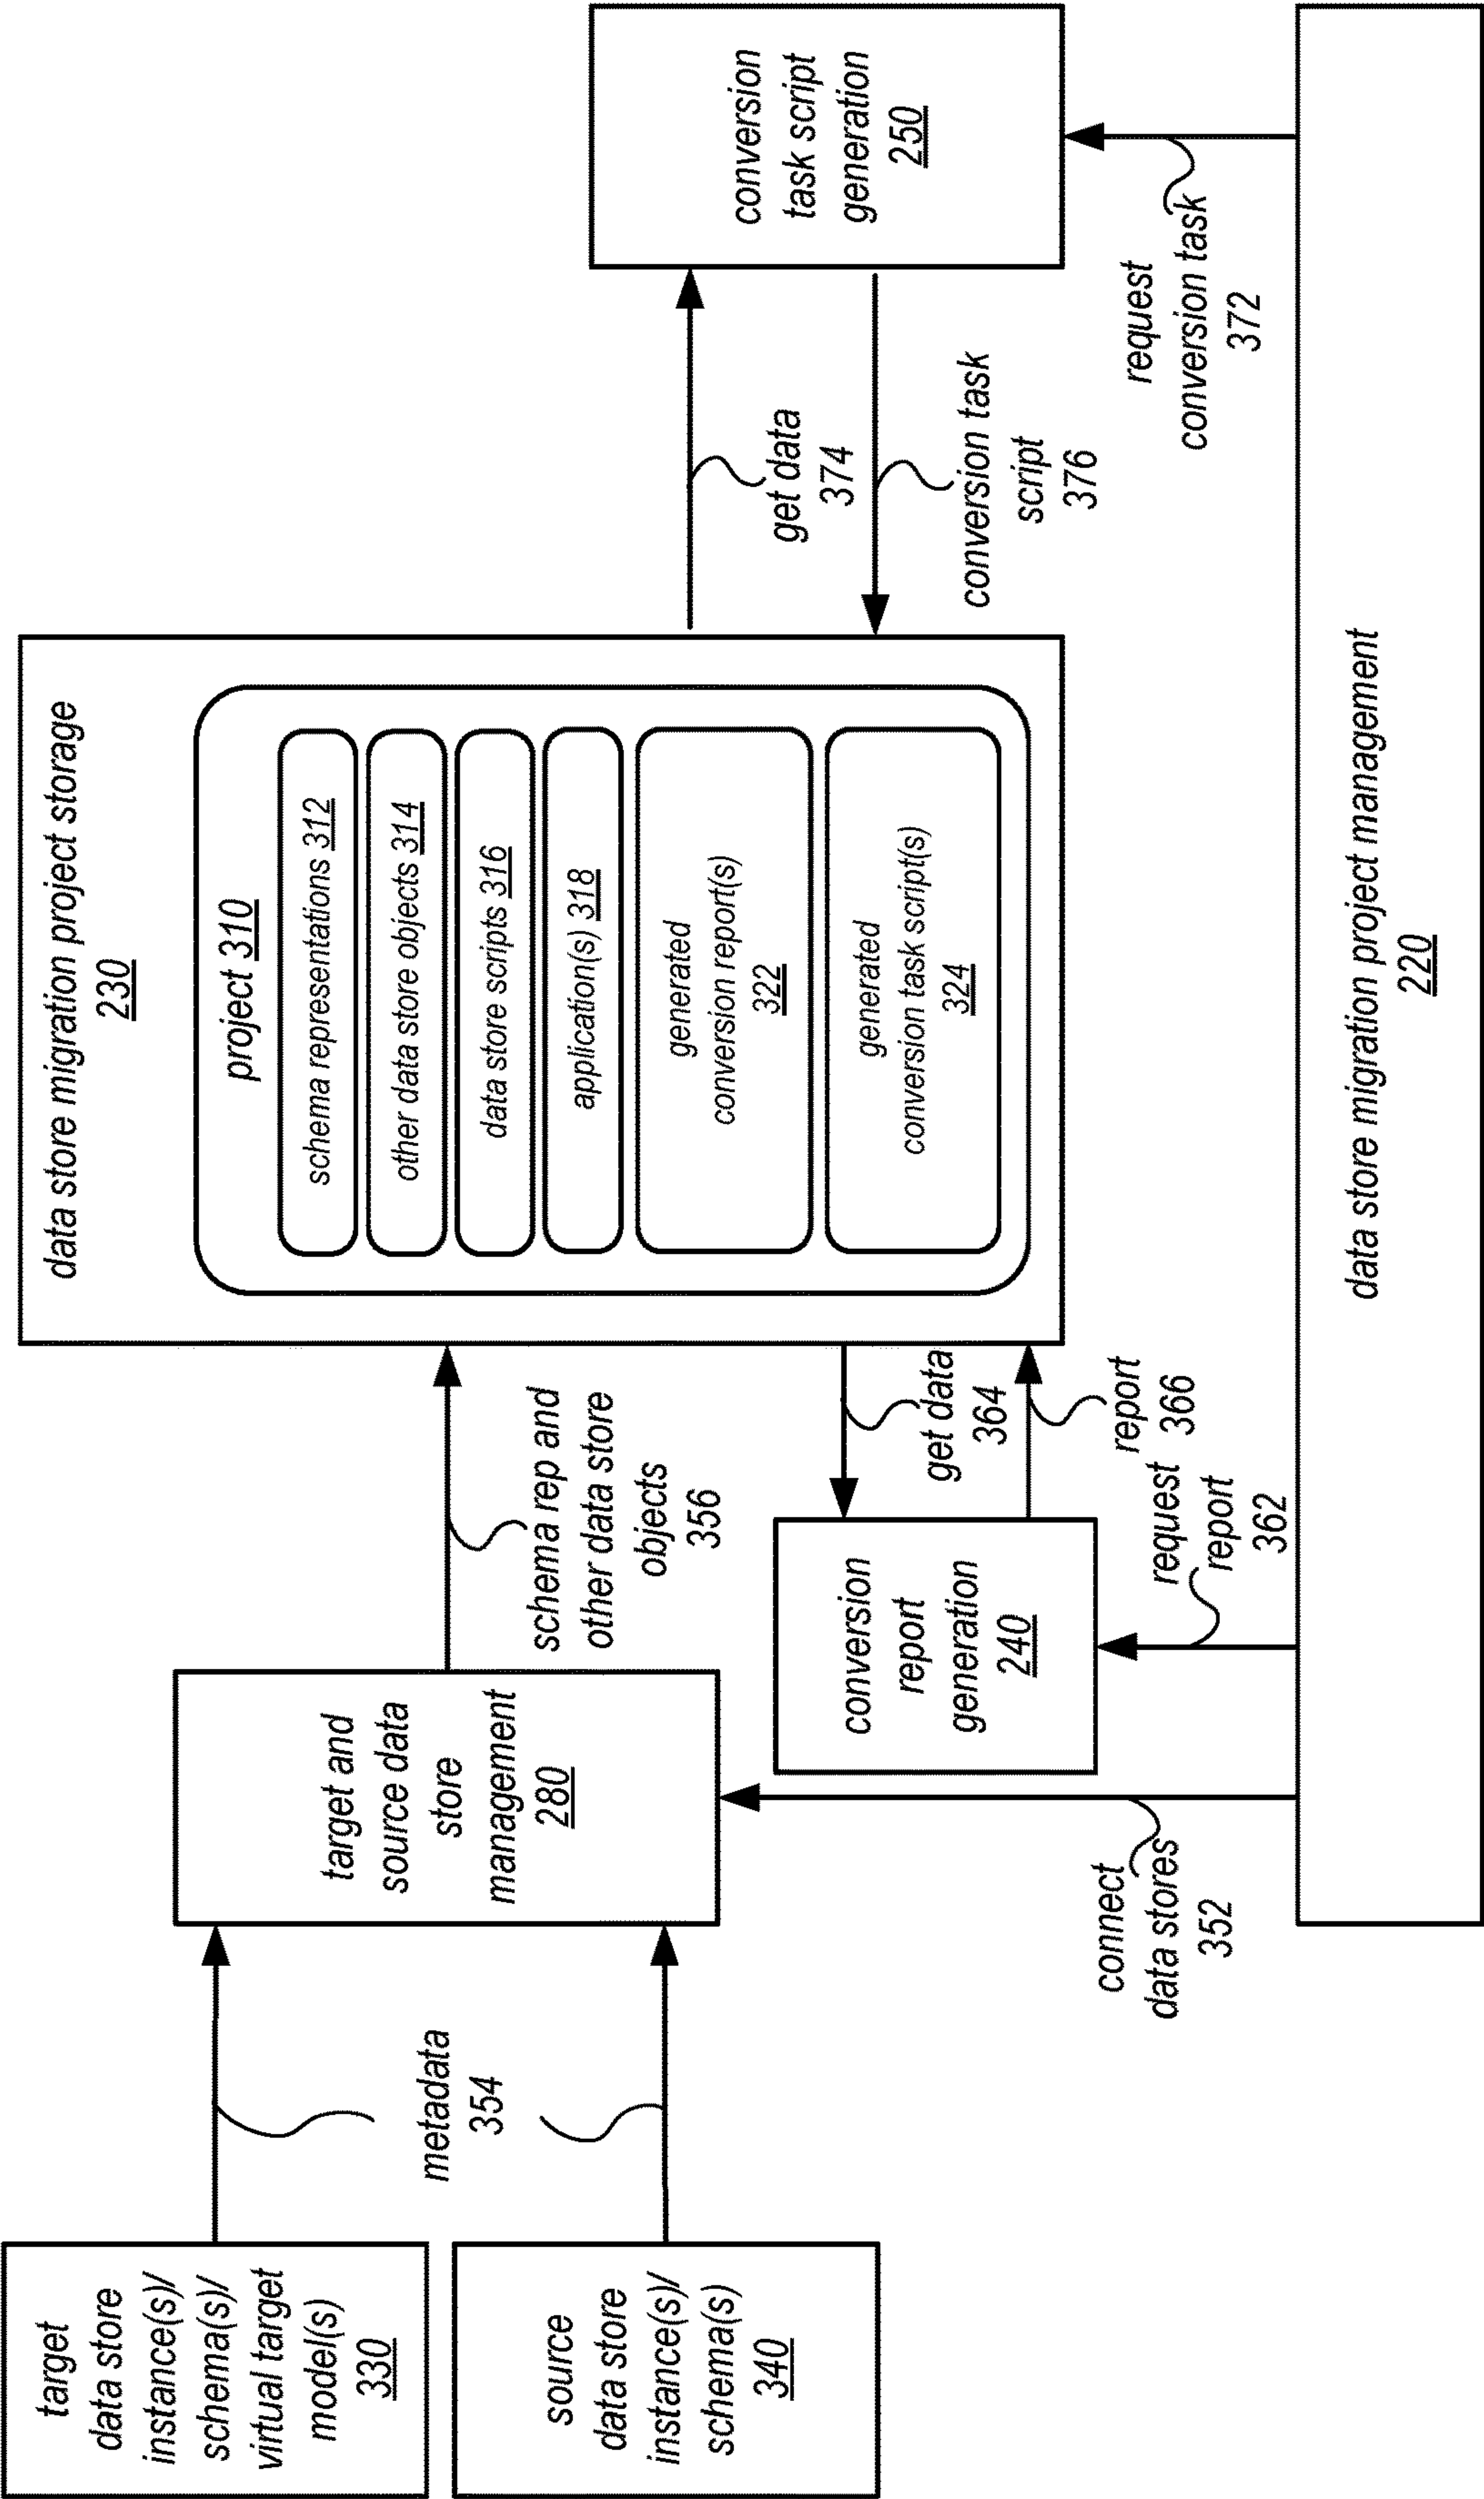 target
data store
instance(s)/
schema(s)/
virtual target
model(s)
330
source
data store
instance(s)/
schema(s)
340
metadata
354
target and
source data
store
management
280
connect
data stores
352
schema rep and
other data store
objects
356
conversion
report
generation
240
get data
364
report
366
request
report
362
data store migration project storage
230
project 310
schema representations 312
other data store objects 314
data store scripts 316
application(s) 318
generated
conversion report(s)
322
generated
conversion task script(s)
324
get data
374
conversion task
script
376
conversion
task script
generation
250
request
conversion task
372
data store migration project management
220